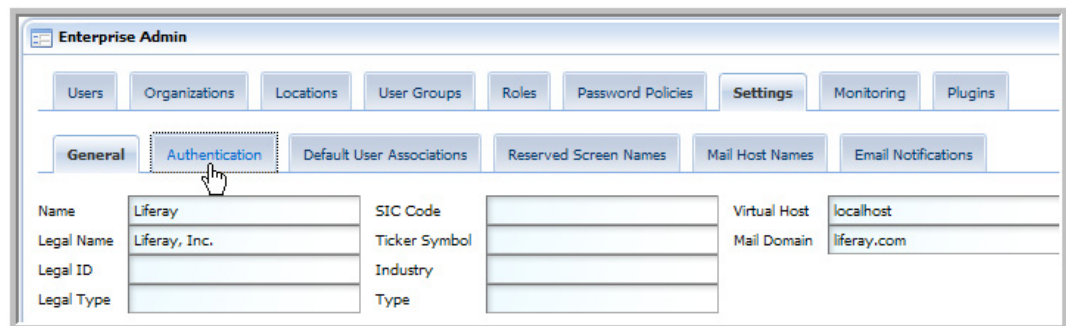 Enterprise Admin
Users Organizations Locations User Groups Roles Password Policies Settings Monitoring Plugins
General Authentication Default User Associations Reserved Screen Names Mail Host Names Email Notifications
Name Liferay SIC Code Virtual Host localhost
Legal Name Liferay, Inc. Ticker Symbol Mail Domain liferay.com
Legal ID Industry
Legal Type Type